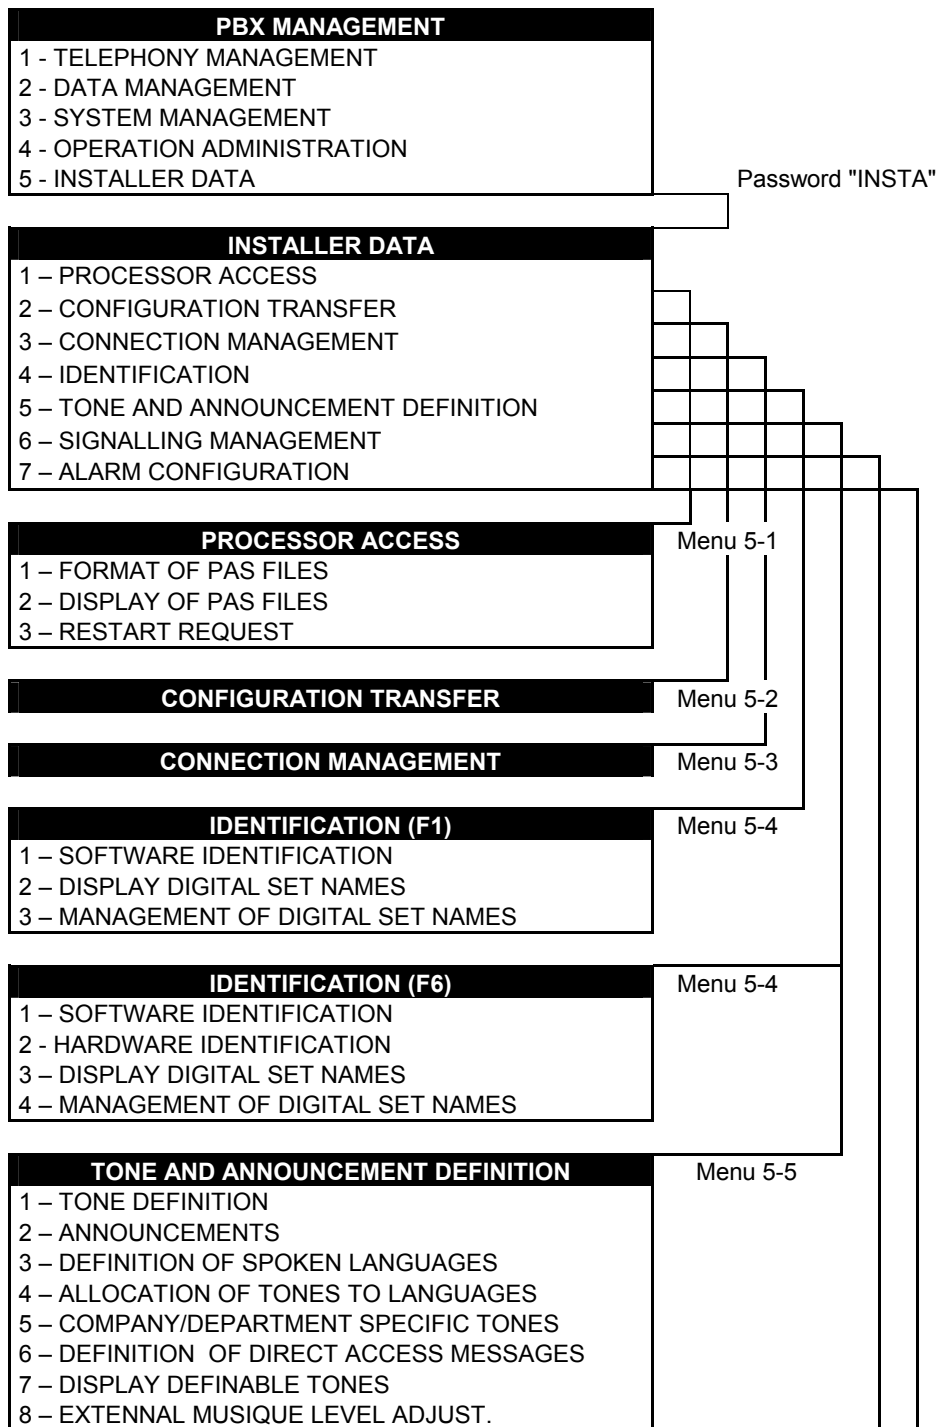 PBX MANAGEMENT
1 - TELEPHONY MANAGEMENT
2 - DATA MANAGEMENT
3 - SYSTEM MANAGEMENT
4 - OPERATION ADMINISTRATION
5 - INSTALLER DATA Password "INSTA"
INSTALLER DATA
1 – PROCESSOR ACCESS
2 – CONFIGURATION TRANSFER
3 – CONNECTION MANAGEMENT
4 – IDENTIFICATION
5 – TONE AND ANNOUNCEMENT DEFINITION
6 – SIGNALLING MANAGEMENT
7 – ALARM CONFIGURATION
PROCESSOR ACCESS Menu 5-1
1 – FORMAT OF PAS FILES
2 – DISPLAY OF PAS FILES
3 – RESTART REQUEST
CONFIGURATION TRANSFER Menu 5-2
CONNECTION MANAGEMENT Menu 5-3
IDENTIFICATION (F1) Menu 5-4
1 – SOFTWARE IDENTIFICATION
2 – DISPLAY DIGITAL SET NAMES
3 – MANAGEMENT OF DIGITAL SET NAMES
IDENTIFICATION (F6) Menu 5-4
1 – SOFTWARE IDENTIFICATION
2 - HARDWARE IDENTIFICATION
3 – DISPLAY DIGITAL SET NAMES
4 – MANAGEMENT OF DIGITAL SET NAMES
TONE AND ANNOUNCEMENT DEFINITION Menu 5-5
1 – TONE DEFINITION
2 – ANNOUNCEMENTS
3 – DEFINITION OF SPOKEN LANGUAGES
4 – ALLOCATION OF TONES TO LANGUAGES
5 – COMPANY/DEPARTMENT SPECIFIC TONES
6 – DEFINITION  OF DIRECT ACCESS MESSAGES
7 – DISPLAY DEFINABLE TONES
8 – EXTENNAL MUSIQUE LEVEL ADJUST.